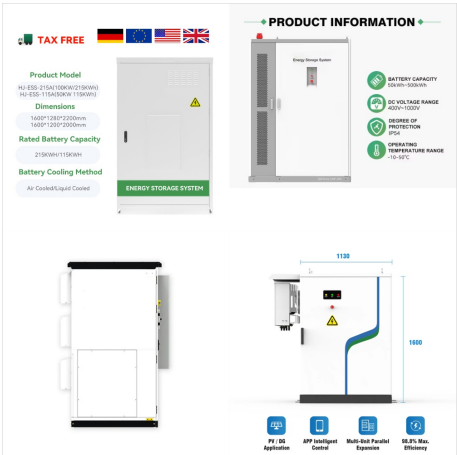 TAX FREE
Product Model
HJ-ESS-215A(100KW/215KWh)
HJ-ESS-115A(50KW 115KWh)
Dimensions
1600*1280*2200mm
1600*1200*2000mm
Rated Battery Capacity
215KWH/115KWH
Battery Cooling Method
Air Cooled/Liquid Cooled
ENERGY STORAGE SYSTEM
PRODUCT INFORMATION
Energy Storage System
BATTERY CAPACITY
50kWh~500kWh
DC VOLTAGE RANGE
400V~1000V
DEGREE OF
PROTECTION
IP54
OPERATING
TEMPERATURE RANGE
-10~50°C
1130
1600
PV / DG
Application
APP Intelligent
Control
Multi-Unit Parallel
Expansion
98.8% Max.
Efficiency